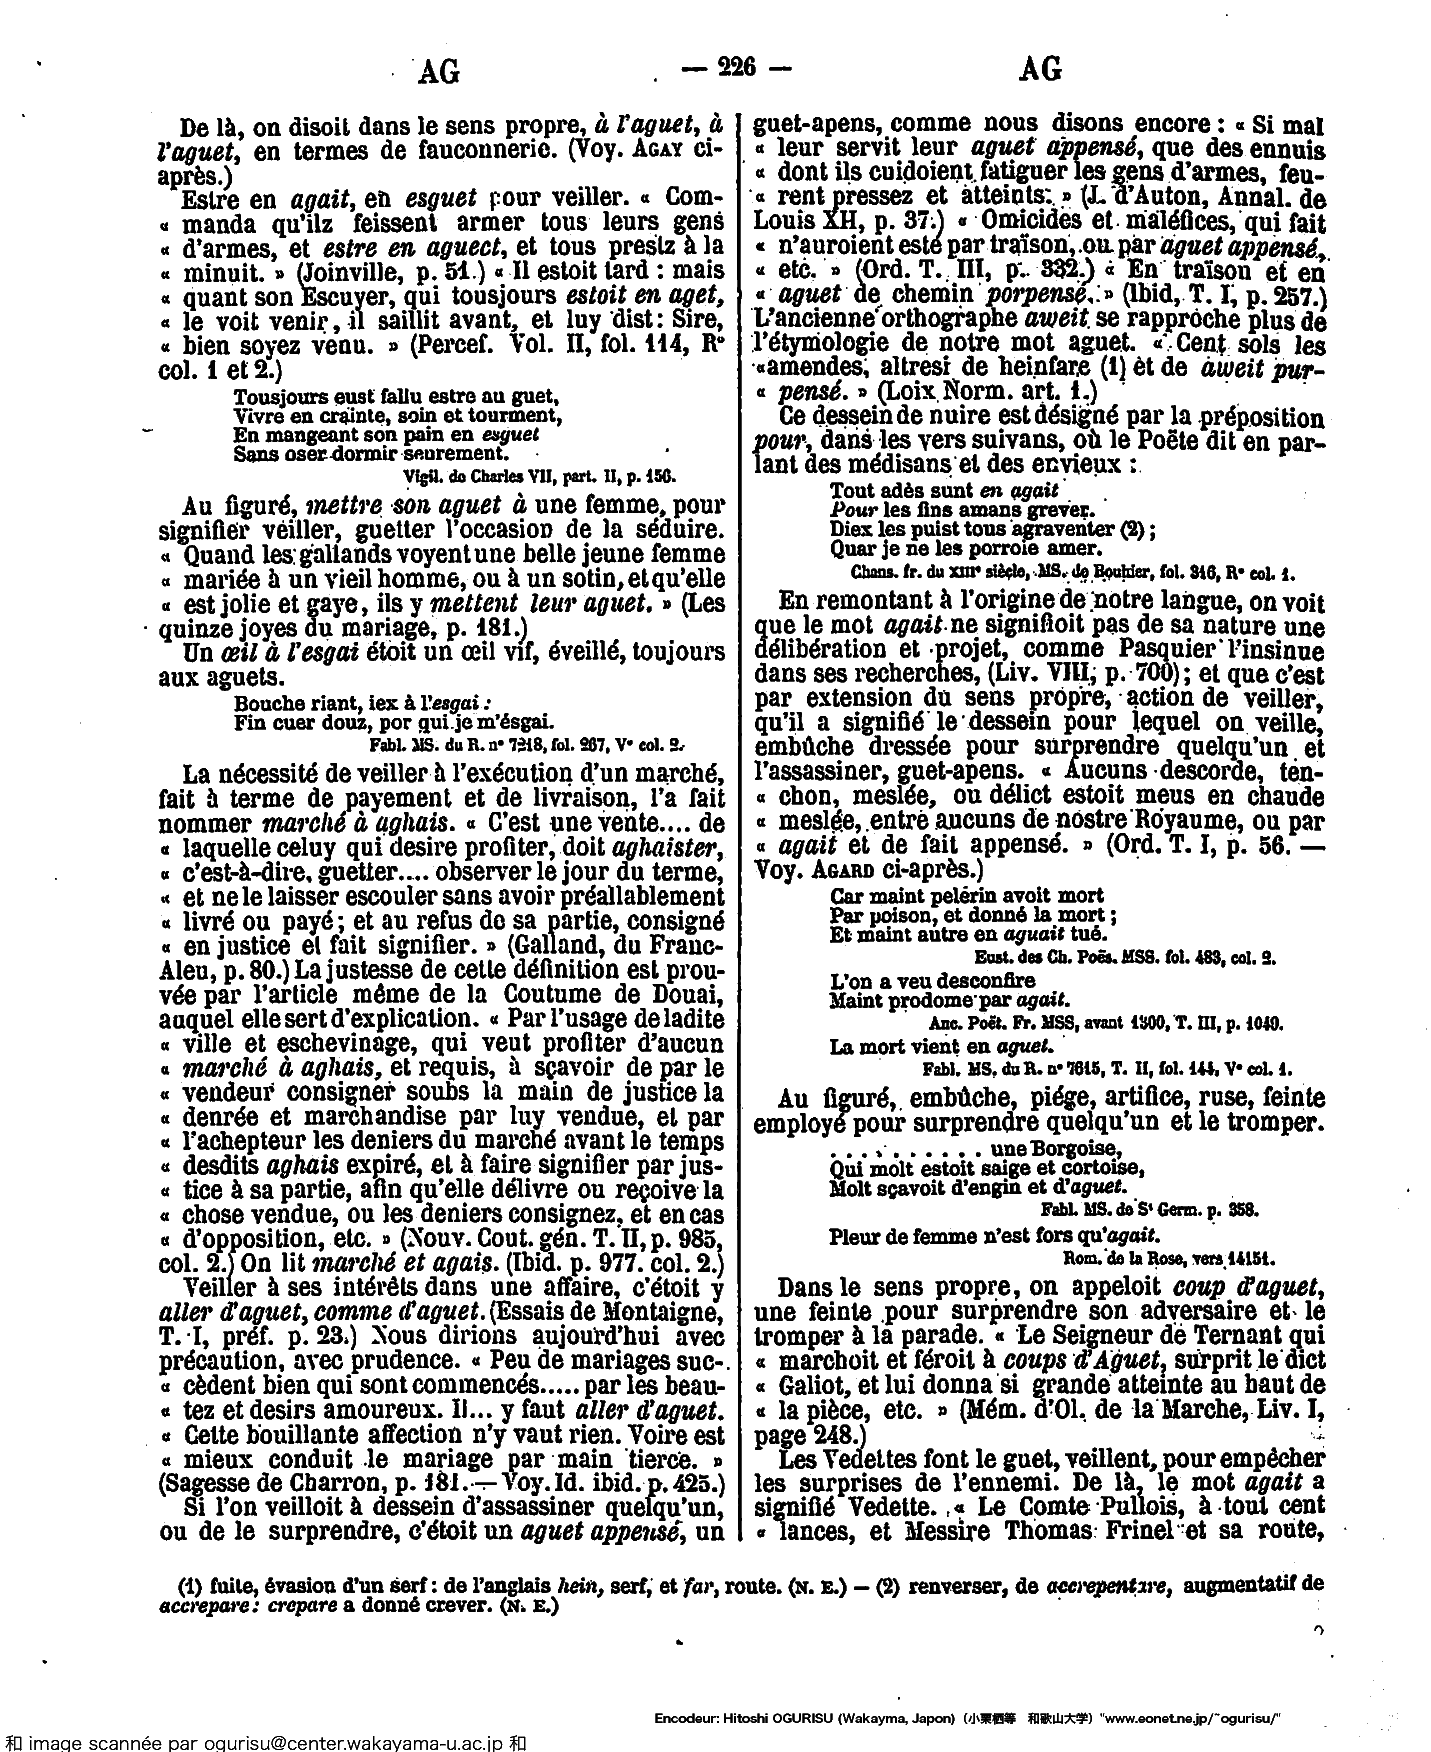 AG
— 226 —
AG
De là, on disoit dans le sens propre, à l'aguet, à
l'aguet, en termes de fauconnerie. (Voy. AGAY ci-
après.)
Estre en agait, en esguet pour veiller. « Com-
« manda qu'ilz feissent armer tous leurs gens
« d'armes, et estre en aguect, et tous prestz à la
« minuit. » (Joinville, p. 51.) « Il estoit tard : mais
« quant son Escuyer, qui tousjours estoit en aget,
« le voit venir, il saillit avant, et luy dist : Sire,
« bien soyez venu. » (Percef. Vol. II, fol. 114, R°
col. 1 et 2.)
Tousjours eust fallu estre au guet,
Vivre en crainte, soin et tourment,
En mangeant son pain en esguet
Sans oser dormir seurement.
Vigil. de Charles VII, part. II, p. 156.
Au figuré, mettre son aguet à une femme, pour
signifier veiller, guetter l'occasion de la séduire.
« Quand les gallands voyent une belle jeune femme
« mariée à un vieil homme, ou à un sotin, et qu'elle
« est jolie et gaye, ils y mettent leur aguet. » (Les
quinze joyes du mariage, p. 181.)
Un œil à l'esgai étoit un œil vif, éveillé, toujours
aux aguets.
Bouche riant, iex à l'esgai :
Fin cuer douz, por qui je m'ésgai.
Fabl. MS. du R. n° 7218, fol. 267, V° col. 2.
La nécessité de veiller à l'exécution d'un marché,
fait à terme de payement et de livraison, l'a fait
nommer marché à aghais. « C'est une vente.... de
« laquelle celuy qui desire profiter, doit aghaister,
« c'est-à-dire, guetter.... observer le jour du terme,
« et ne le laisser escouler sans avoir préallablement
« livré ou payé ; et au refus de sa partie, consigné
« en justice et fait signifier. » (Galland, du Franc-
Aleu, p. 80.) La justesse de cette définition est prou-
vée par l'article même de la Coutume de Douai,
auquel elle sert d'explication. « Par l'usage de ladite
« ville et eschevinage, qui veut profiter d'aucun
« marché à aghais, et requis, à sçavoir de par le
« vendeur consigner soubs la main de justice la
« denrée et marchandise par luy vendue, et par
« l'achepteur les deniers du marché avant le temps
« desdits aghais expiré, et à faire signifier par jus-
« tice à sa partie, afin qu'elle délivre ou reçoive la
« chose vendue, ou les deniers consignez, et en cas
« d'opposition, etc. » (Nouv. Cout. gén. T. II, p. 985,
col. 2.) On lit marché et agais. (Ibid. p. 977. col. 2.)
Veiller à ses intérêts dans une affaire, c'étoit y
aller d'aguet, comme d'aguet. (Essais de Montaigne,
T. I, préf. p. 23.) Nous dirions aujourd'hui avec
précaution, avec prudence. « Peu de mariages suc-
« cèdent bien qui sont commencés..... par les beau-
« tez et desirs amoureux. Il... y faut aller d'aguet.
« Cette bouillante affection n'y vaut rien. Voire est
« mieux conduit le mariage par main tierce. »
(Sagesse de Charron, p. 181. — Voy. Id. ibid. p. 425.)
Si l'on veilloit à dessein d'assassiner quelqu'un,
ou de le surprendre, c'étoit un aguet appensé, un
guet-apens, comme nous disons encore : « Si mal
« leur servit leur aguet appensé, que des ennuis
« dont ils cuidoient fatiguer les gens d'armes, feu-
« rent pressez et atteints. » (J. d'Auton, Annal. de
Louis XH, p. 37.) « Omicides et maléfices, qui fait
« n'auroient esté par traïson, ou par aguet appensé,
« etc. » (Ord. T. III, p. 332.) « En traïson et en
« aguet de chemin porpensé. » (Ibid, T. I, p. 257.)
L'ancienne orthographe aweit se rapproche plus de
l'étymologie de notre mot aguet. « Cent sols les
« amendes, altresi de heinfare (1) èt de aweit pur-
« pensé. » (Loix Norm. art. 1.)
Ce dessein de nuire est désigné par la préposition
pour, dans les vers suivans, où le Poëte dit en par-
lant des médisans et des envieux :
Tout adès sunt en agait
Pour les fins amans grever.
Diex les puist tous agraventer (2) ;
Quar je ne les porroie amer.
Chans. fr. du XIII° siècle, MS. de Bouhier, fol. 316, R° col. 1.
En remontant à l'origine de notre langue, on voit
que le mot agait ne signifioit pas de sa nature une
délibération et projet, comme Pasquier l'insinue
dans ses recherches, (Liv. VIII, p. 700) ; et que c'est
par extension du sens propre, action de veiller,
qu'il a signifié le dessein pour lequel on veille,
embûche dressée pour surprendre quelqu'un et
l'assassiner, guet-apens. « Aucuns descorde, ten-
« chon, meslée, ou délict estoit meus en chaude
« meslée, entre aucuns de nostre Royaume, ou par
« agait et de fait appensé. » (Ord. T. I, p. 56. —
Voy. AGARD ci-après.)
Car maint pelérin avoit mort
Par poison, et donné la mort ;
Et maint autre en aguait tué.
Eust. des Ch. Poës. MSS. fol. 483, col. 2.
L'on a veu desconfire
Maint prodome par agait.
Anc. Poët. Fr. MSS, avant 1300, T. III, p. 1040.
La mort vient en aguet.
Fabl. MS. du R. n° 7615, T. II, fol. 144, V° col. 1.
Au figuré, embûche, piége, artifice, ruse, feinte
employé pour surprendre quelqu'un et le tromper.
. . . . . . . . . . . une Borgoise,
Qui molt estoit saige et cortoise,
Molt sçavoit d'engin et d'aguet.
Fabl. MS. de S<sup>t</sup> Germ. p. 358.
Pleur de femme n'est fors qu'agait.
Rom. de la Rose, vers 14151.
Dans le sens propre, on appeloit coup d'aguet,
une feinte pour surprendre son adversaire et le
tromper à la parade. « Le Seigneur de Ternant qui
« marchoit et féroit à coups d'Aguet, surprit le dict
« Galiot, et lui donna si grande atteinte au haut de
« la pièce, etc. » (Mém. d'Ol. de la Marche, Liv. I,
page 248.)
Les Vedettes font le guet, veillent, pour empêcher
les surprises de l'ennemi. De là, le mot agait a
signifié Vedette. « Le Comte Pullois, à tout cent
« lances, et Messire Thomas Frinel et sa route,
(1) fuite, évasion d'un serf : de l'anglais hein, serf, et far, route. (N. E.) — (2) renverser, de accrepentare, augmentatif de
accrepare : crepare a donné crever. (N. E.)
Encodeur: Hitoshi OGURISU (Wakayma, Japon) (小栗栖等 和歌山大学) "www.eonet.ne.jp/~ogurisu/"
和 image scannée par ogurisu@center.wakayama-u.ac.jp 和